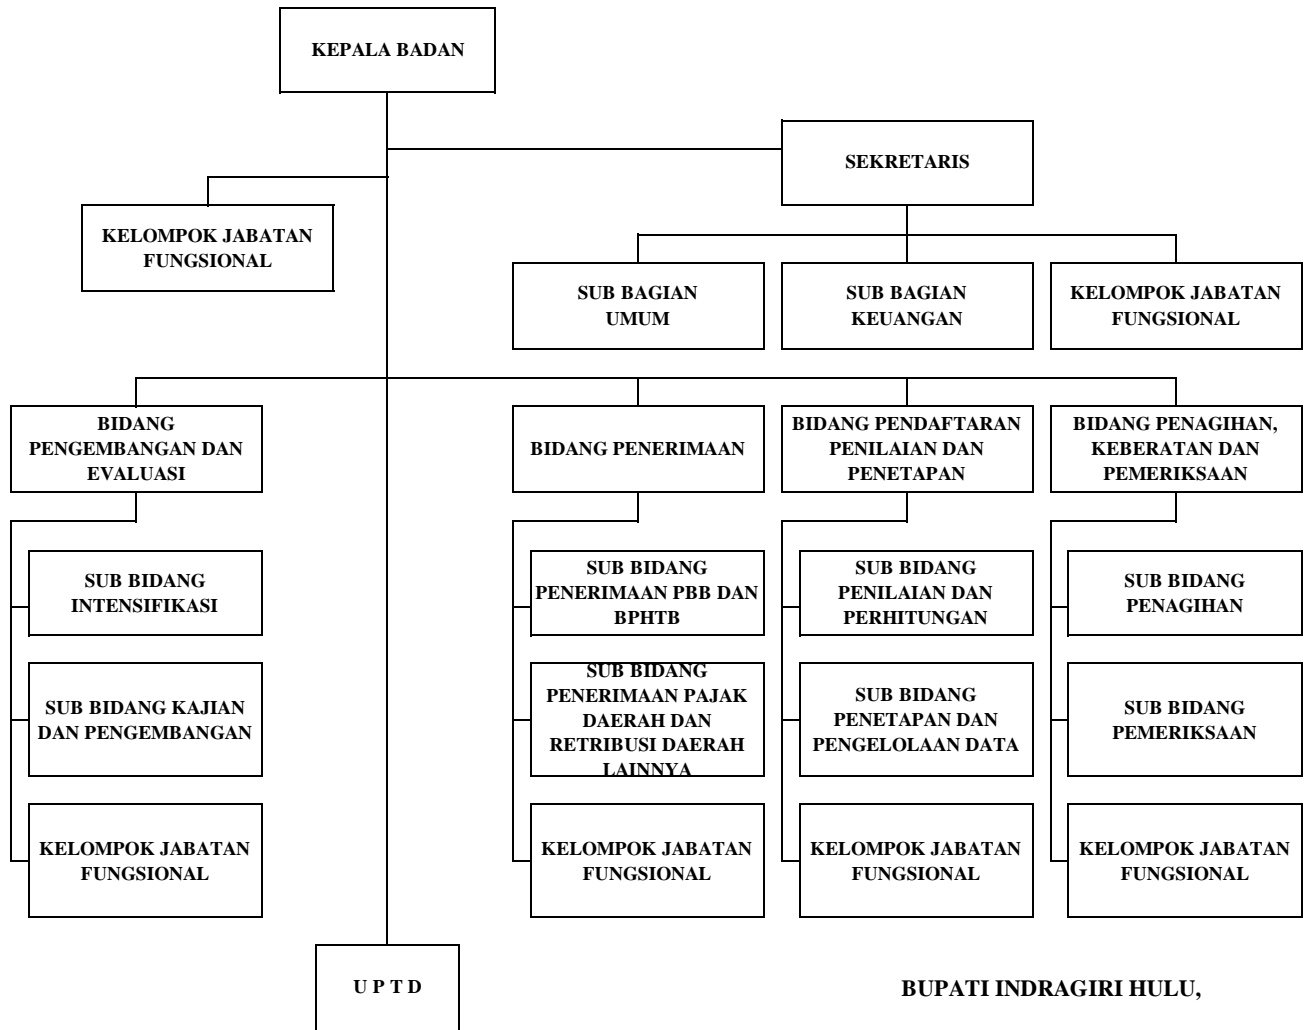 KEPALA BADAN
SEKRETARIS
KELOMPOK JABATAN
FUNGSIONAL
SUB BAGIAN
UMUM
SUB BAGIAN
KEUANGAN
KELOMPOK JABATAN
FUNGSIONAL
BIDANG
PENGEMBANGAN DAN
EVALUASI
BIDANG PENERIMAAN
BIDANG PENDAFTARAN
PENILAIAN DAN
PENETAPAN
BIDANG PENAGIHAN,
KEBERATAN DAN
PEMERIKSAAN
SUB BIDANG
INTENSIFIKASI
SUB BIDANG
PENERIMAAN PBB DAN
BPHTB
SUB BIDANG
PENILAIAN DAN
PERHITUNGAN
SUB BIDANG
PENAGIHAN
SUB BIDANG KAJIAN
DAN PENGEMBANGAN
SUB BIDANG
PENERIMAAN PAJAK
DAERAH DAN
RETRIBUSI DAERAH
LAINNYA
SUB BIDANG
PENETAPAN DAN
PENGELOLAAN DATA
SUB BIDANG
PEMERIKSAAN
KELOMPOK JABATAN
FUNGSIONAL
KELOMPOK JABATAN
FUNGSIONAL
KELOMPOK JABATAN
FUNGSIONAL
KELOMPOK JABATAN
FUNGSIONAL
U P T D
BUPATI INDRAGIRI HULU,